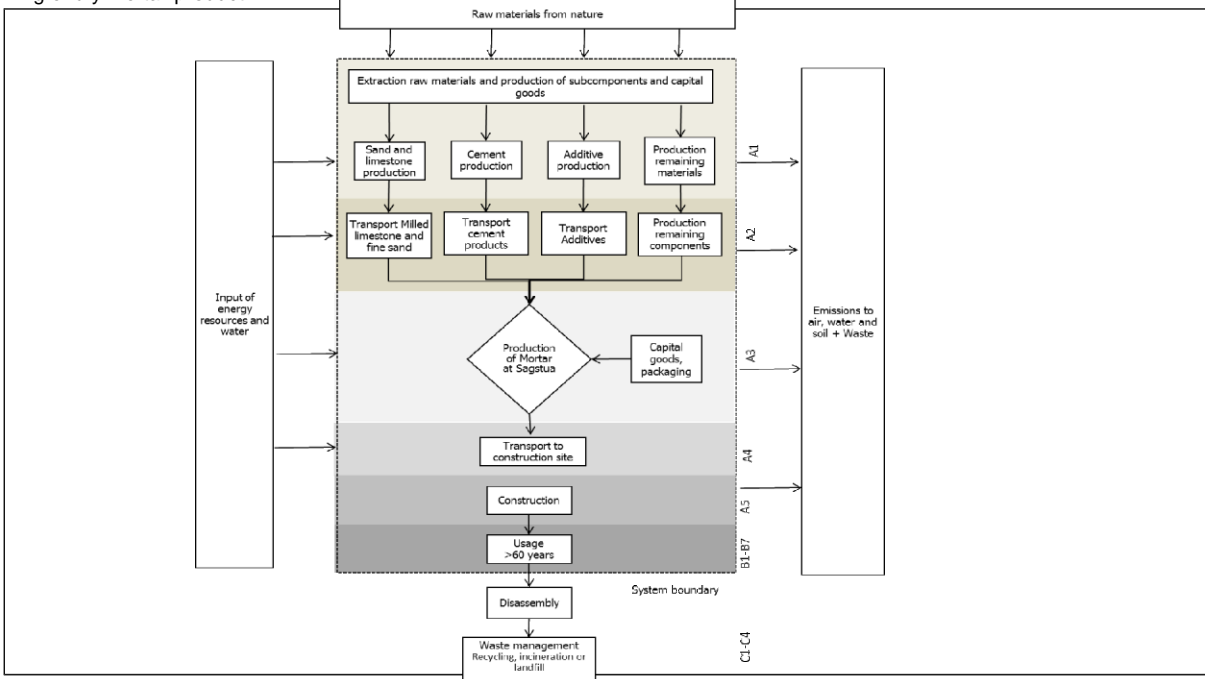 Raw materials from nature
Extraction raw materials and production of subcomponents and capital
goods
Sand and
limestone
production
Cement
production
Additive
production
Production
remaining
materials
A1
Transport Milled
limestone and
fine sand
Transport
cement
products
Transport
Additives
Production
remaining
components
A2
Input of
energy
resources and
water
Production
of Mortar
at Sagstua
Capital
goods,
packaging
A3
Emissions to
air, water and
soil + Waste
Transport to
construction site
A4
Construction
A5
Usage
>60 years
B1-B7
System boundary
Disassembly
Waste management
Recycling, incineration or
landfill
C1-C4